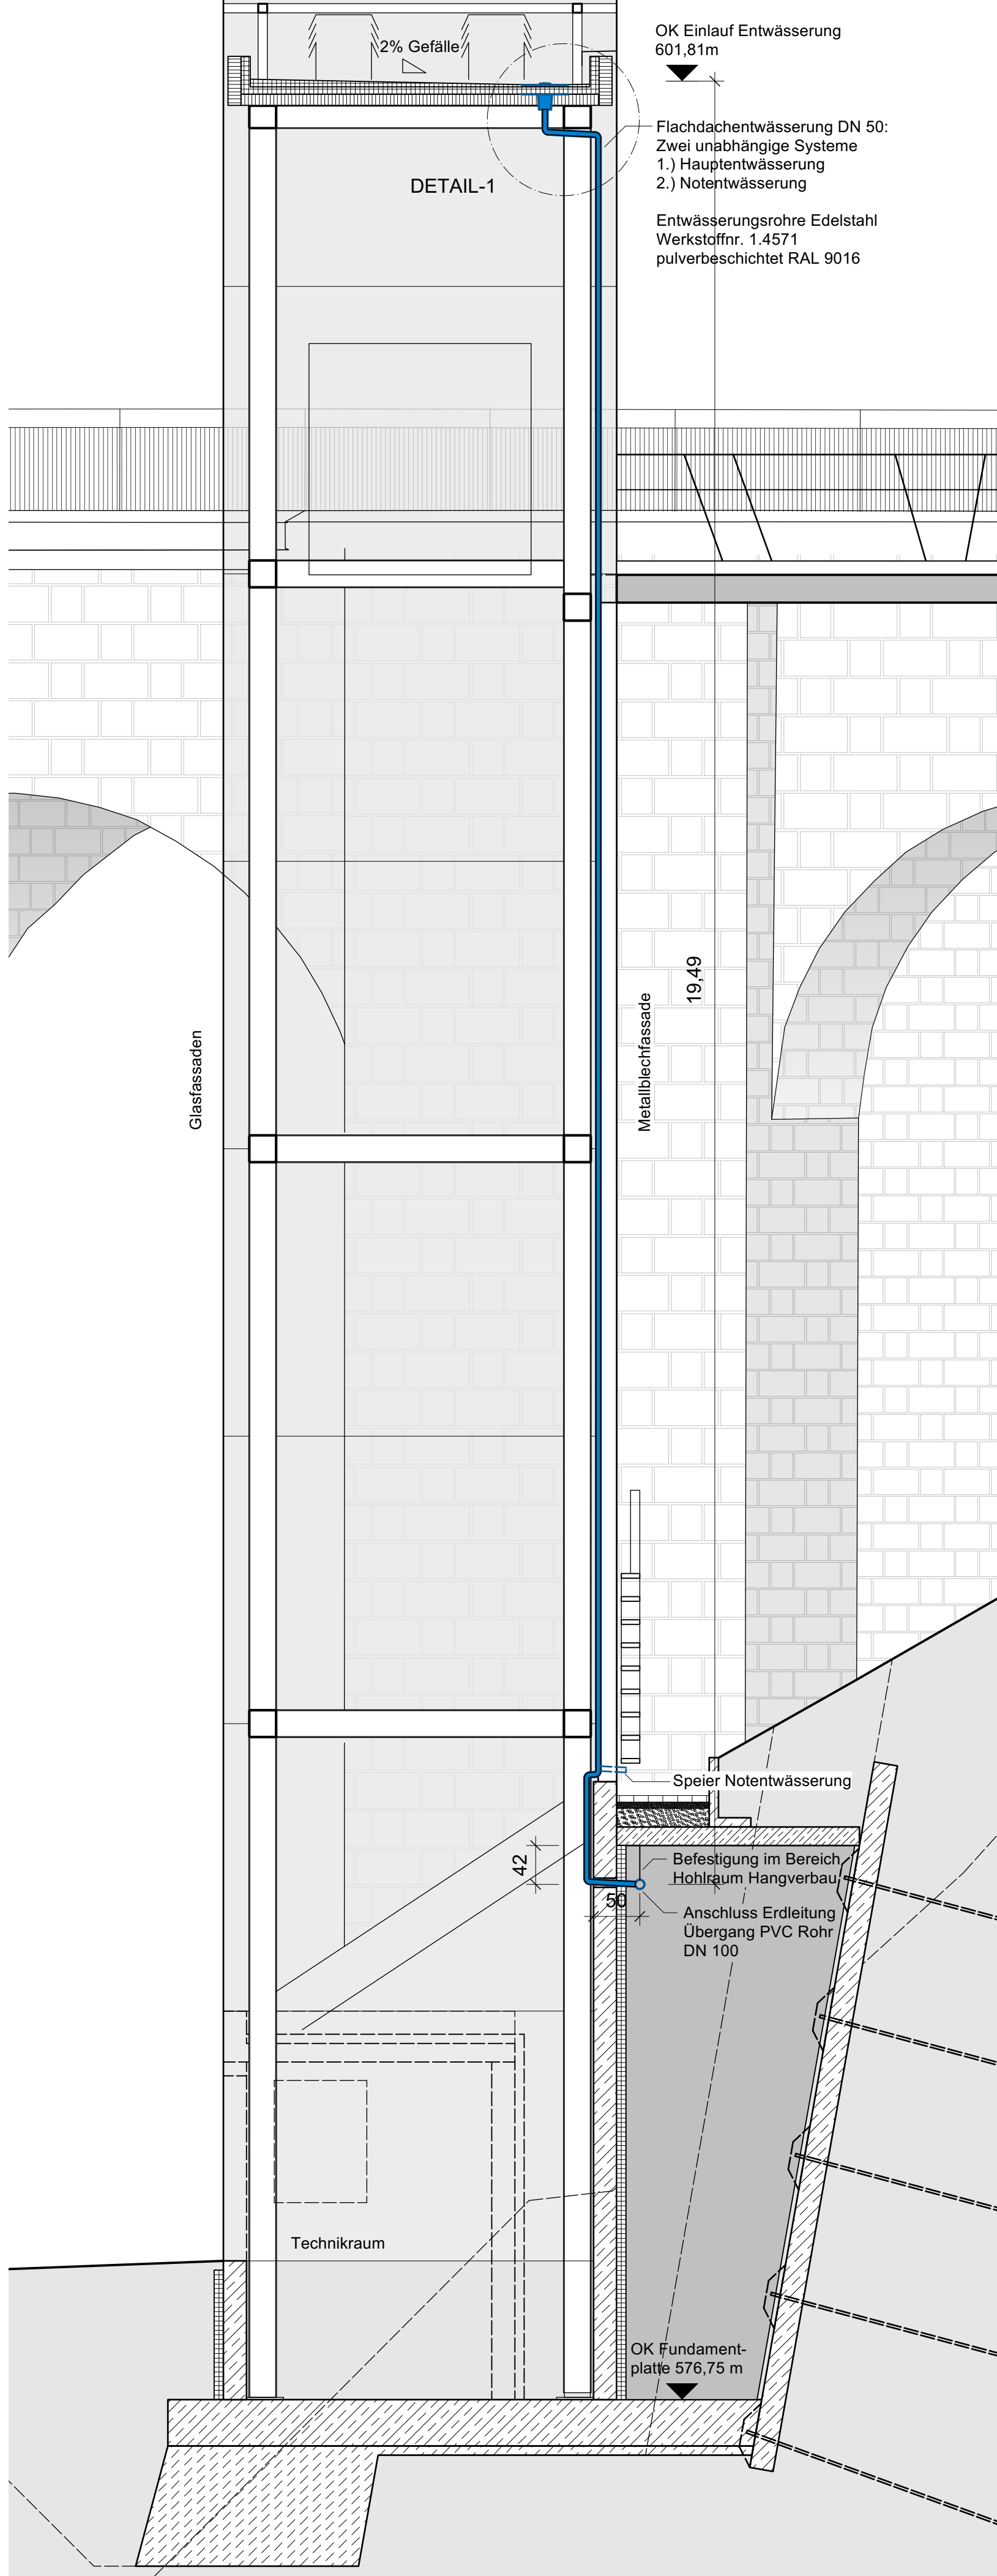 OK Einlauf Entwässerung
601,81m
2% Gefälle
Flachdachentwässerung DN 50:
Zwei unabhängige Systeme
1.) Hauptentwässerung
2.) Notentwässerung
DETAIL-1
Entwässerungsrohre Edelstahl
Werkstoffnr. 1.4571
pulverbeschichtet RAL 9016
19,49
Glasfassaden
Metallblechfassade
Speier Notentwässerung
42
Befestigung im Bereich
Hohlraum Hangverbau
50
Anschluss Erdleitung
Übergang PVC Rohr
DN 100
Technikraum
OK Fundament-
platte 576,75 m